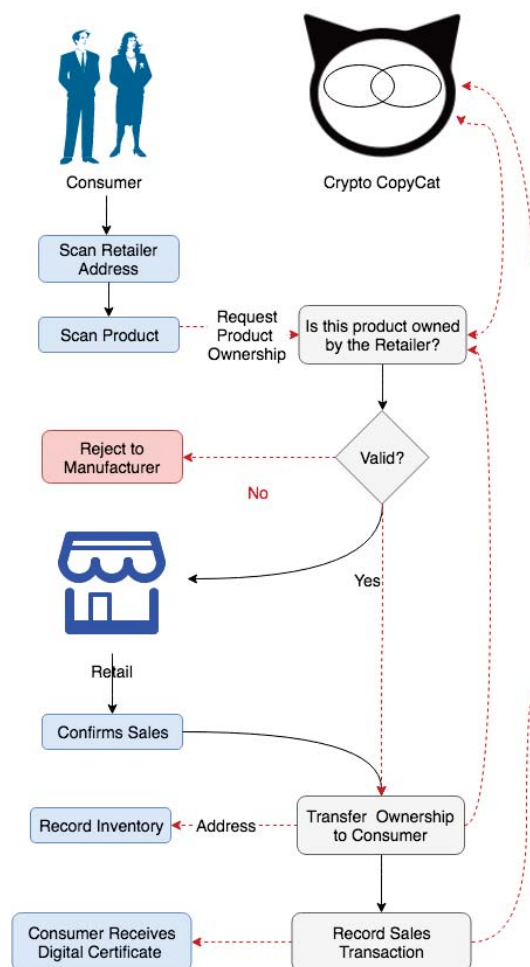 Consumer
Crypto CopyCat
Scan Retailer
Address
Scan Product
Request
Product
Ownership
Is this product owned
by the Retailer?
Reject to
Manufacturer
Valid?
No
Yes
Retail
Confirms Sales
Record Inventory
Address
Transfer Ownership
to Consumer
Consumer Receives
Digital Certificate
Record Sales
Transaction